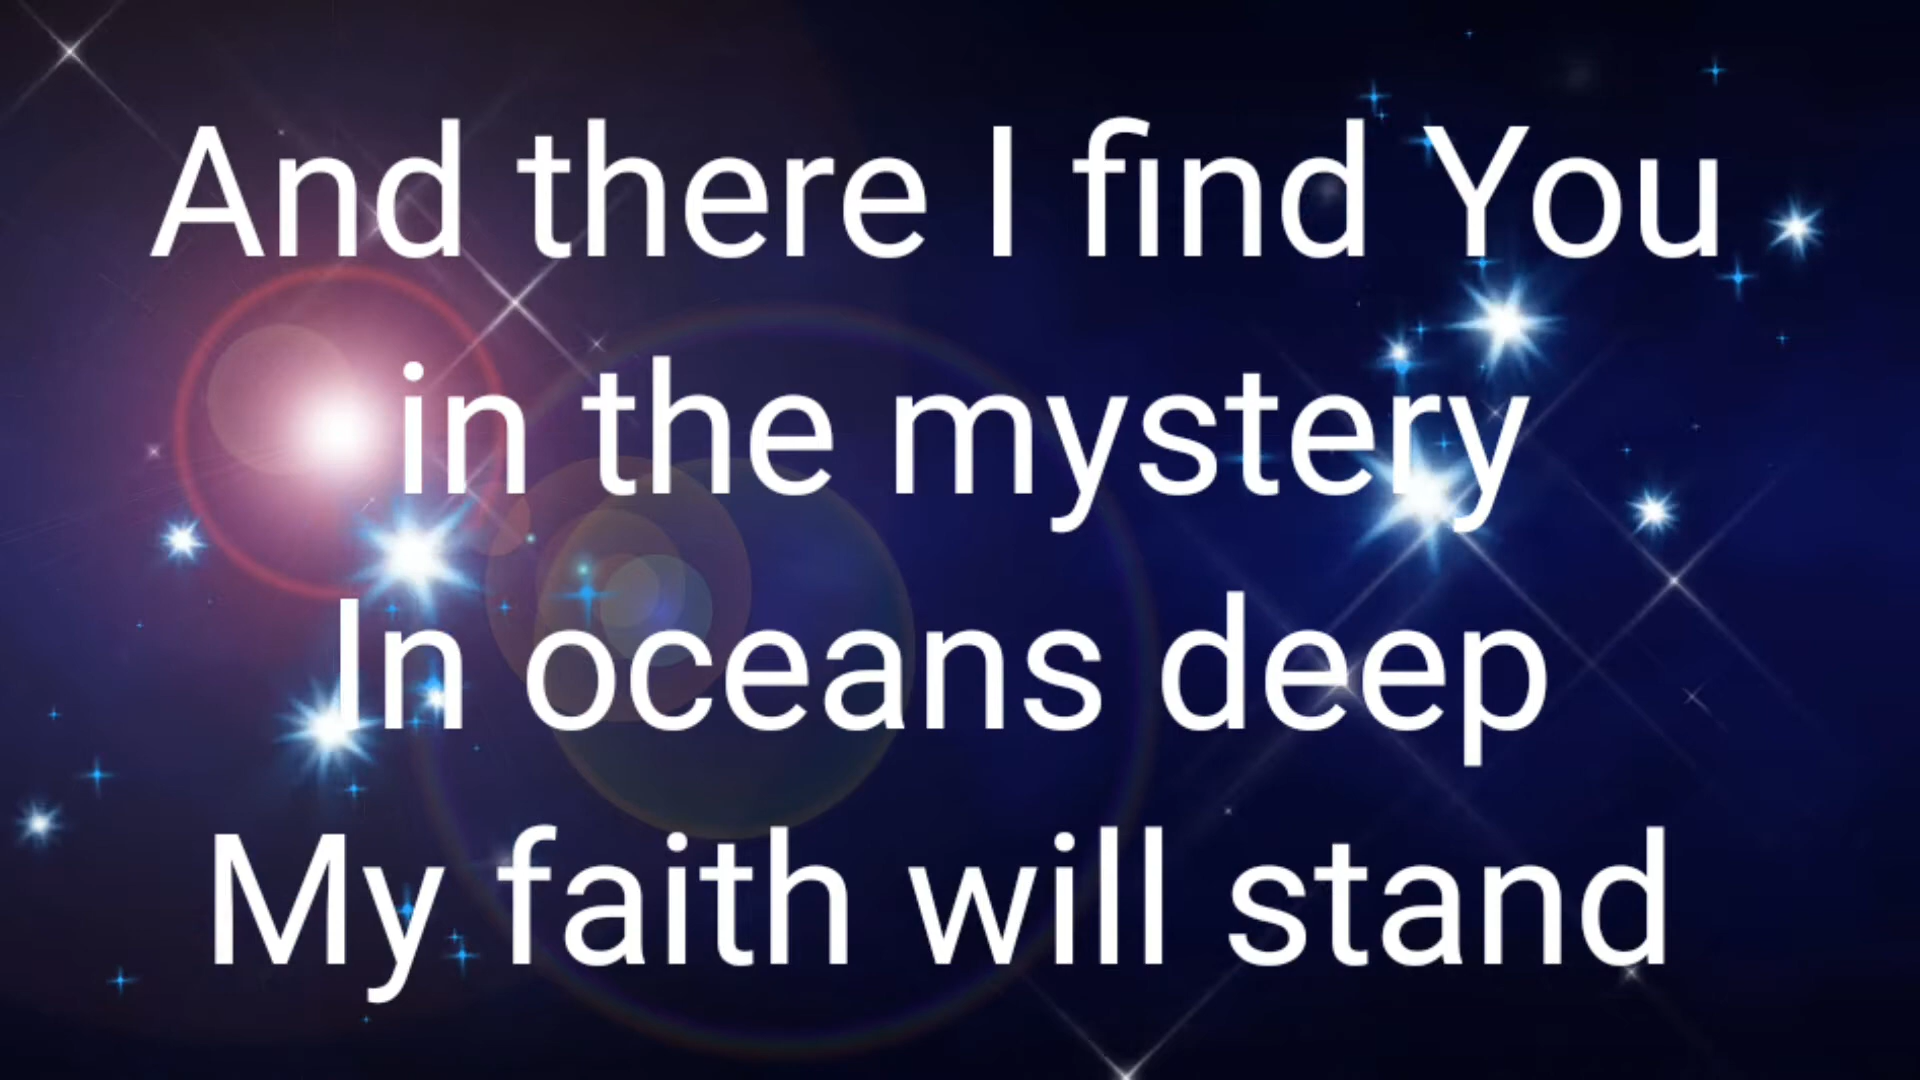 And there I find You
in the mystery
In oceans deep
My faith will stand